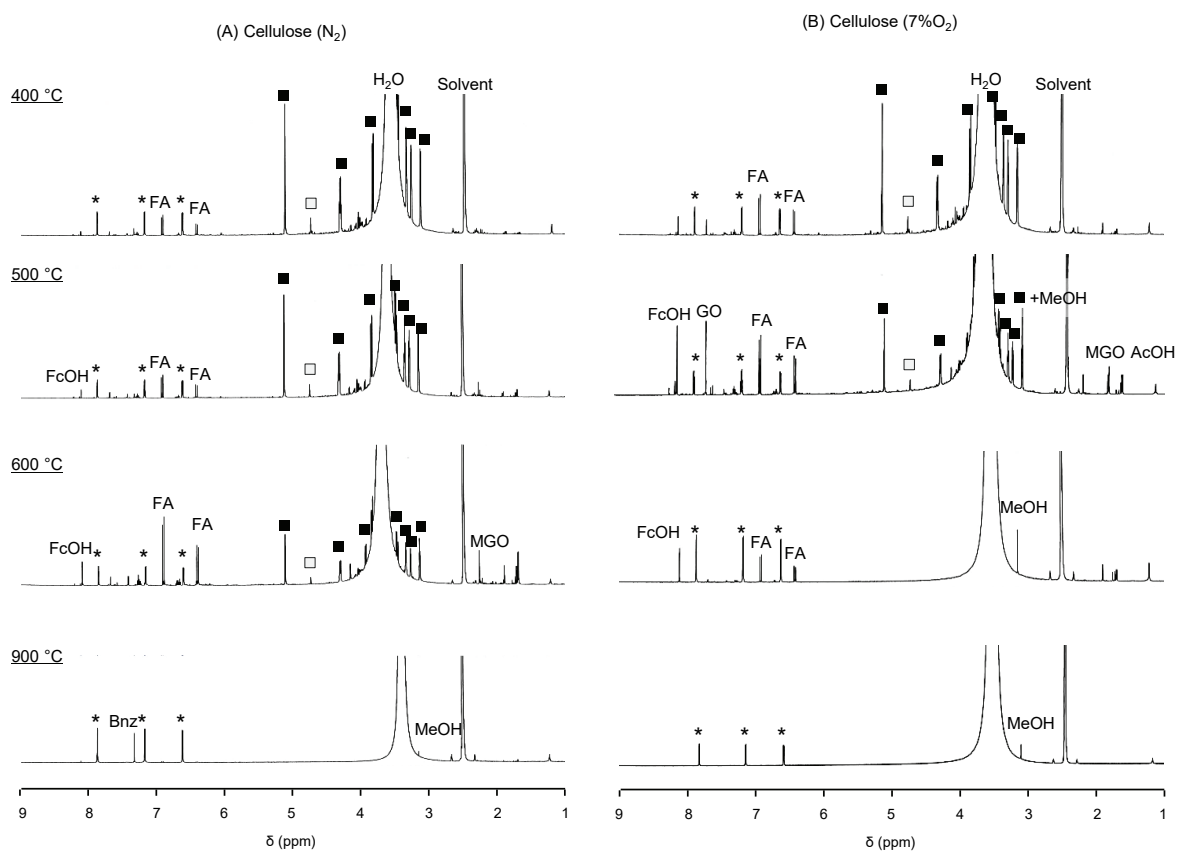 (A) Cellulose (N2)
400 °C
H2O
Solvent
* * FA * FA
500 °C
FcOH * * FA * FA
600 °C
FcOH * * FA * FA
MGO
900 °C
* Bnz * *
MeOH
9 8 7 6 5 4 3 2 1
δ (ppm)
(B) Cellulose (7%O2)
H2O
Solvent
* * FA * FA
FcOH GO * * FA * FA
+MeOH
MGO AcOH
FcOH * * FA * FA
MeOH
* * *
MeOH
9 8 7 6 5 4 3 2 1
δ (ppm)